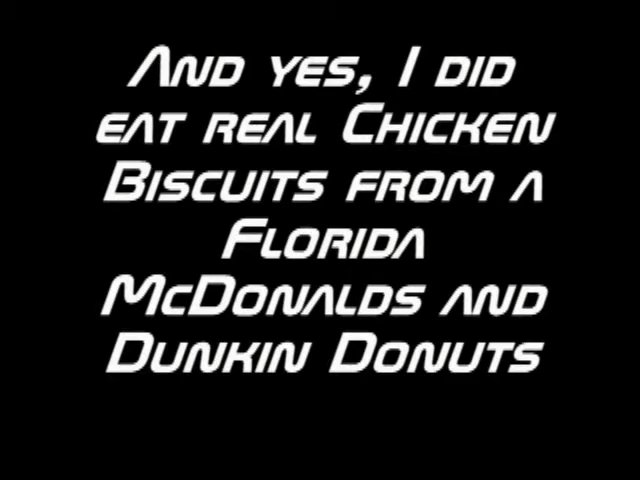 And yes, I did
eat real Chicken
Biscuits from a
Florida
McDonalds and
Dunkin Donuts